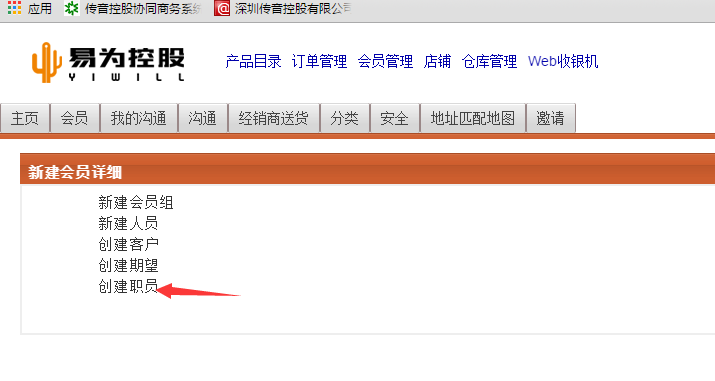 应用 传音控股协同商务系统 深圳传音控股有限公司
易为控股
YIWILL
产品目录 订单管理 会员管理 店铺 仓库管理 Web收银机
主页 会员 我的沟通 沟通 经销商送货 分类 安全 地址匹配地图 邀请
新建会员详细
新建会员组
新建人员
创建客户
创建期望
创建职员